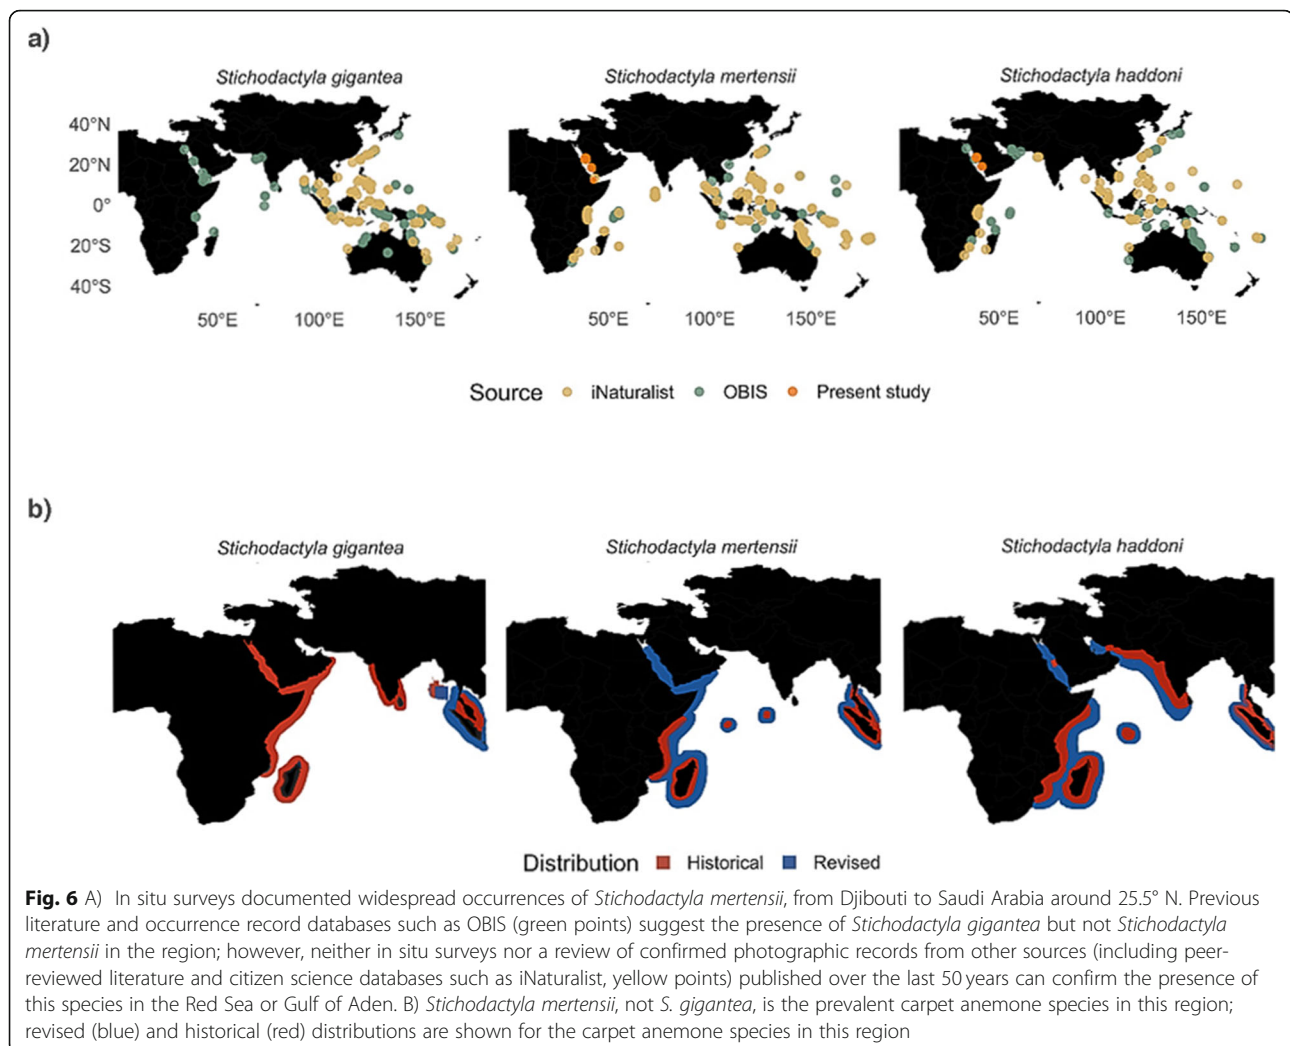 a)
Stichodactyla gigantea Stichodactyla mertensii Stichodactyla haddoni
40°N
20°N
0°
20°S
40°S
50°E 100°E 150°E 50°E 100°E 150°E 50°E 100°E 150°E
Source iNaturalist OBIS Present study
b)
Stichodactyla gigantea Stichodactyla mertensii Stichodactyla haddoni
Distribution Historical Revised
Fig. 6 A) In situ surveys documented widespread occurrences of Stichodactyla mertensii, from Djibouti to Saudi Arabia around 25.5° N. Previous
literature and occurrence record databases such as OBIS (green points) suggest the presence of Stichodactyla gigantea but not Stichodactyla
mertensii in the region; however, neither in situ surveys nor a review of confirmed photographic records from other sources (including peer-
reviewed literature and citizen science databases such as iNaturalist, yellow points) published over the last 50 years can confirm the presence of
this species in the Red Sea or Gulf of Aden. B) Stichodactyla mertensii, not S. gigantea, is the prevalent carpet anemone species in this region;
revised (blue) and historical (red) distributions are shown for the carpet anemone species in this region